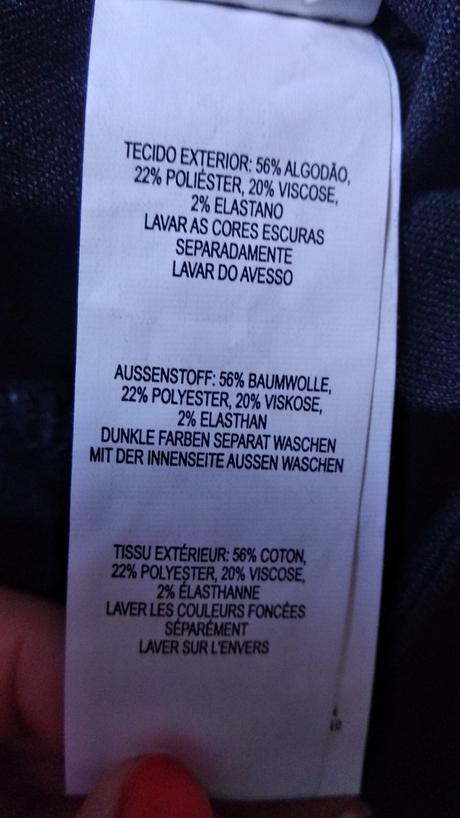 TECIDO EXTERIOR: 56% ALGODÃO,
22% POLIÉSTER, 20% VISCOSE,
2% ELASTANO
LAVAR AS CORES ESCURAS
SEPARADAMENTE
LAVAR DO AVESSO
AUSSENSTOFF: 56% BAUMWOLLE,
22% POLYESTER, 20% VISKOSE,
2% ELASTHAN
DUNKLE FARBEN SEPARAT WASCHEN
MIT DER INNENSEITE AUSSEN WASCHEN
TISSU EXTÉRIEUR: 56% COTON,
22% POLYESTER, 20% VISCOSE,
2% ÉLASTHANNE
LAVER LES COULEURS FONCÉES
SÉPARÉMENT
LAVER SUR L'ENVERS